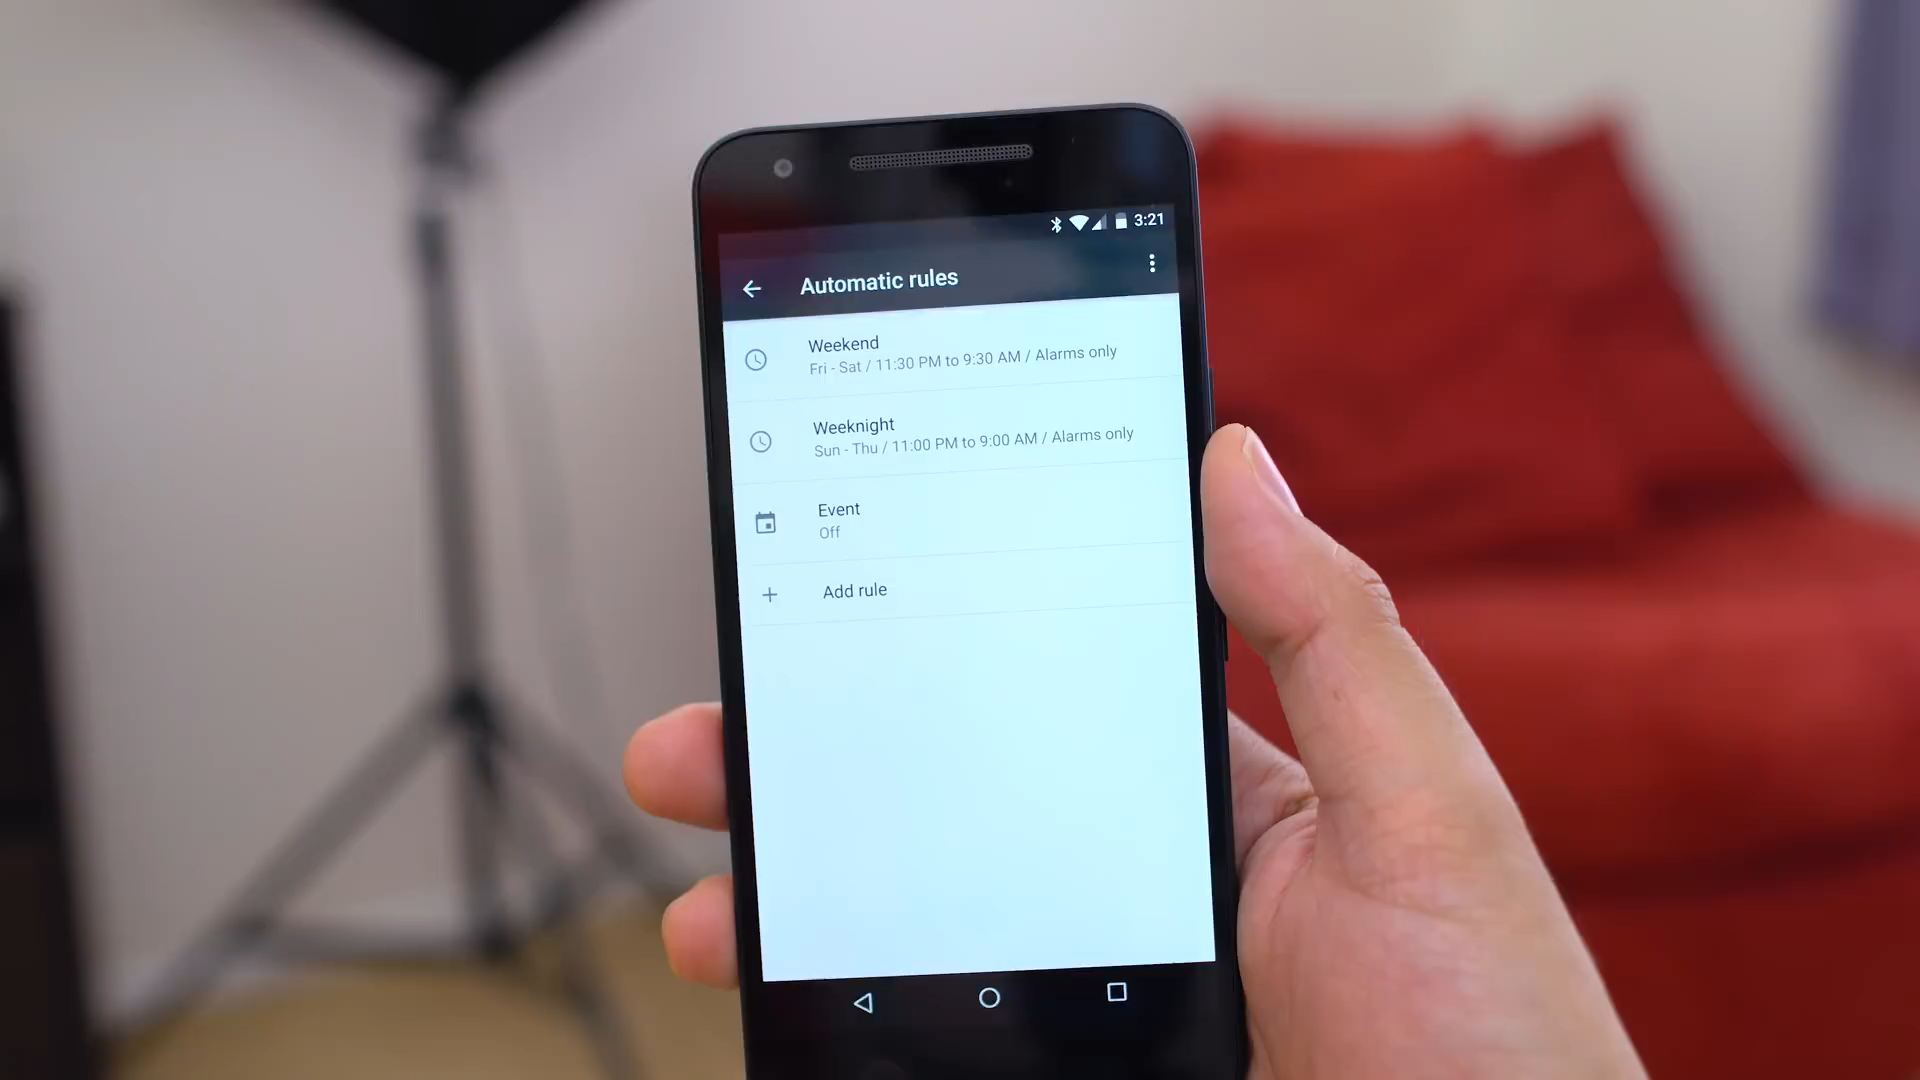 3:21
Automatic rules
Weekend
Fri - Sat / 11:30 PM to 9:30 AM / Alarms only
Weeknight
Sun - Thu / 11:00 PM to 9:00 AM / Alarms only
Event
Off
Add rule